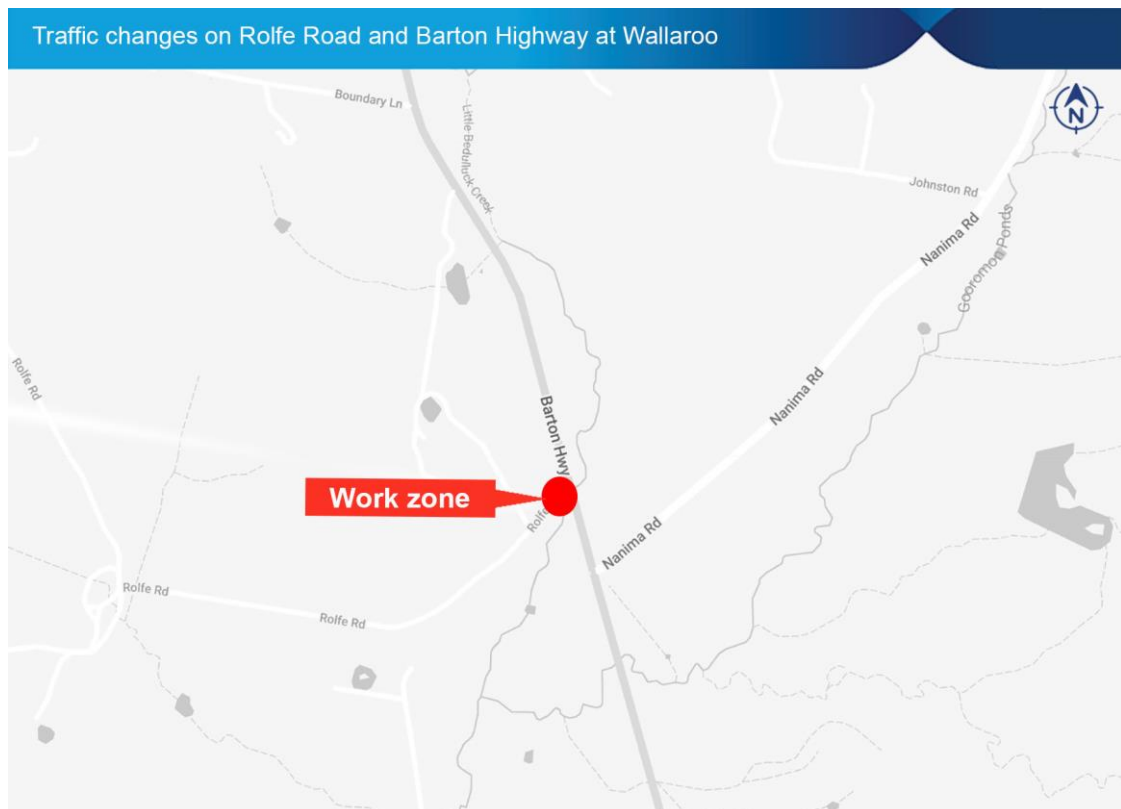 Traffic changes on Rolfe Road and Barton Highway at Wallaroo
N
Boundary Ln
Little Bedulluck Creek
Johnston Rd
Nanima Rd
Gooromon Ponds
Rolfe Rd
Nanima Rd
Barton Hwy
Work zone
Rolfe
Nanima Rd
Rolfe Rd
Rolfe Rd